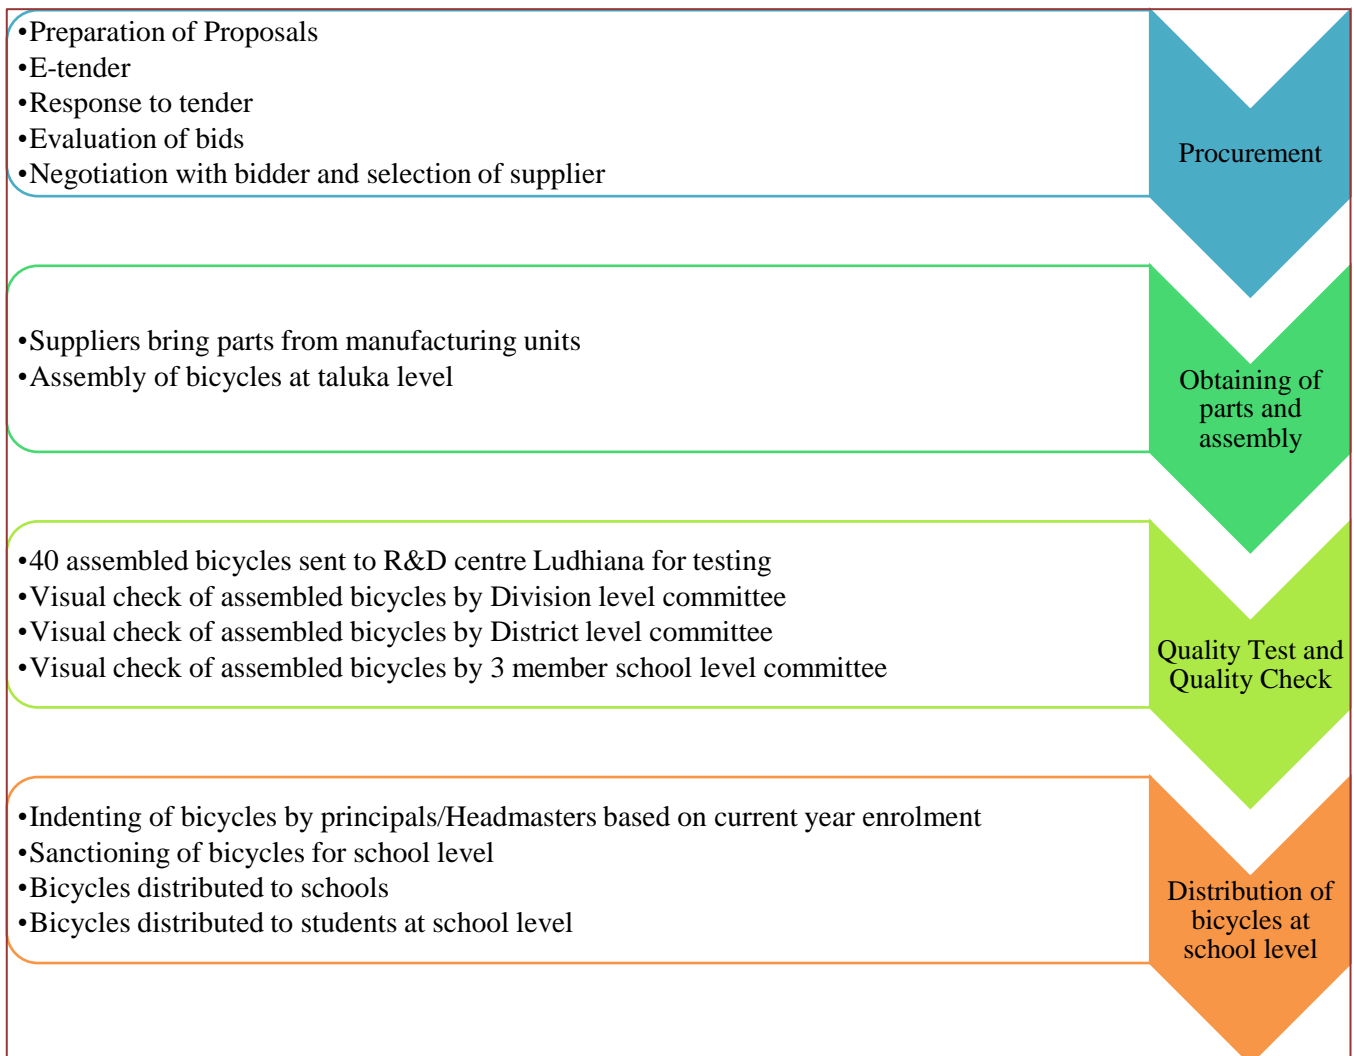 •Preparation of Proposals
•E-tender
•Response to tender
•Evaluation of bids
•Negotiation with bidder and selection of supplier
Procurement
•Suppliers bring parts from manufacturing units
•Assembly of bicycles at taluka level
Obtaining of
parts and
assembly
•40 assembled bicycles sent to R&D centre Ludhiana for testing
•Visual check of assembled bicycles by Division level committee
•Visual check of assembled bicycles by District level committee
•Visual check of assembled bicycles by 3 member school level committee
Quality Test and
Quality Check
•Indenting of bicycles by principals/Headmasters based on current year enrolment
•Sanctioning of bicycles for school level
•Bicycles distributed to schools
•Bicycles distributed to students at school level
Distribution of
bicycles at
school level